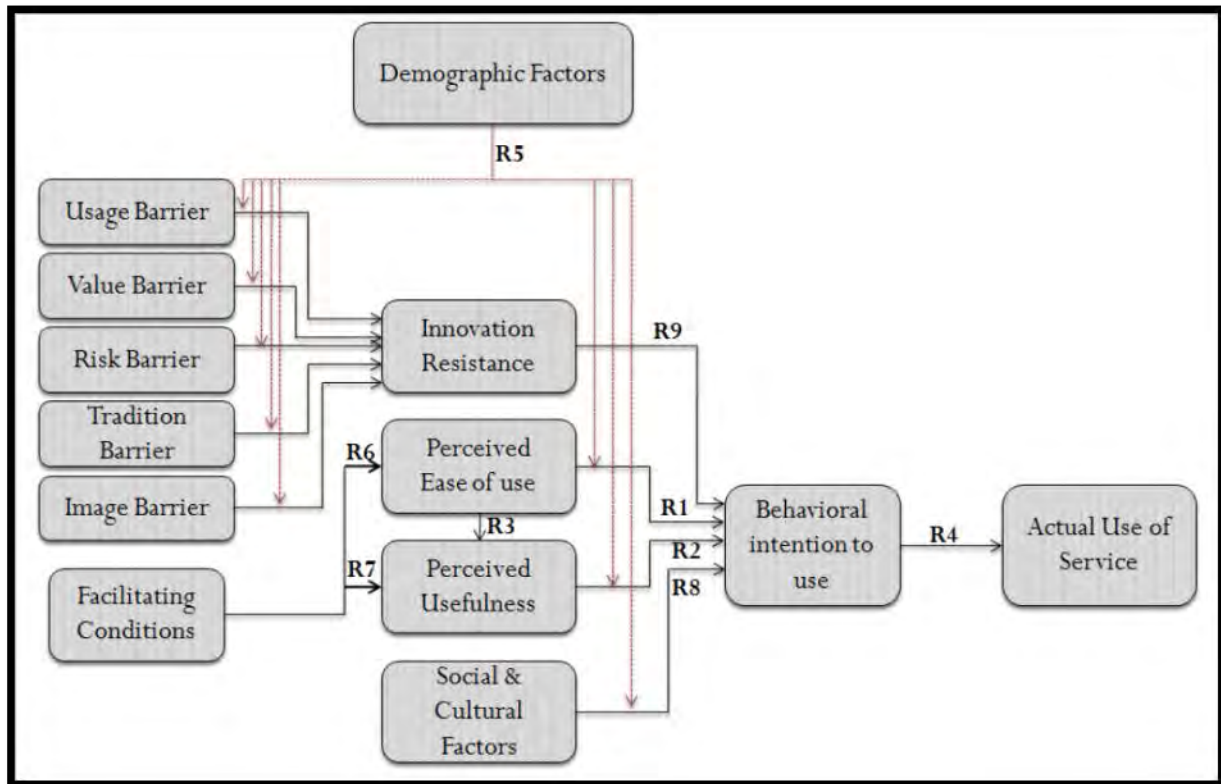 Demographic Factors
R5
Usage Barrier
Value Barrier
Risk Barrier
Tradition
Barrier
Image Barrier
Facilitating
Conditions
Innovation
Resistance
R9
R6
Perceived
Ease of use
R1
R3
R7
Perceived
Usefulness
R2
R8
Social &
Cultural
Factors
Behavioral
intention to
use
R4
Actual Use of
Service